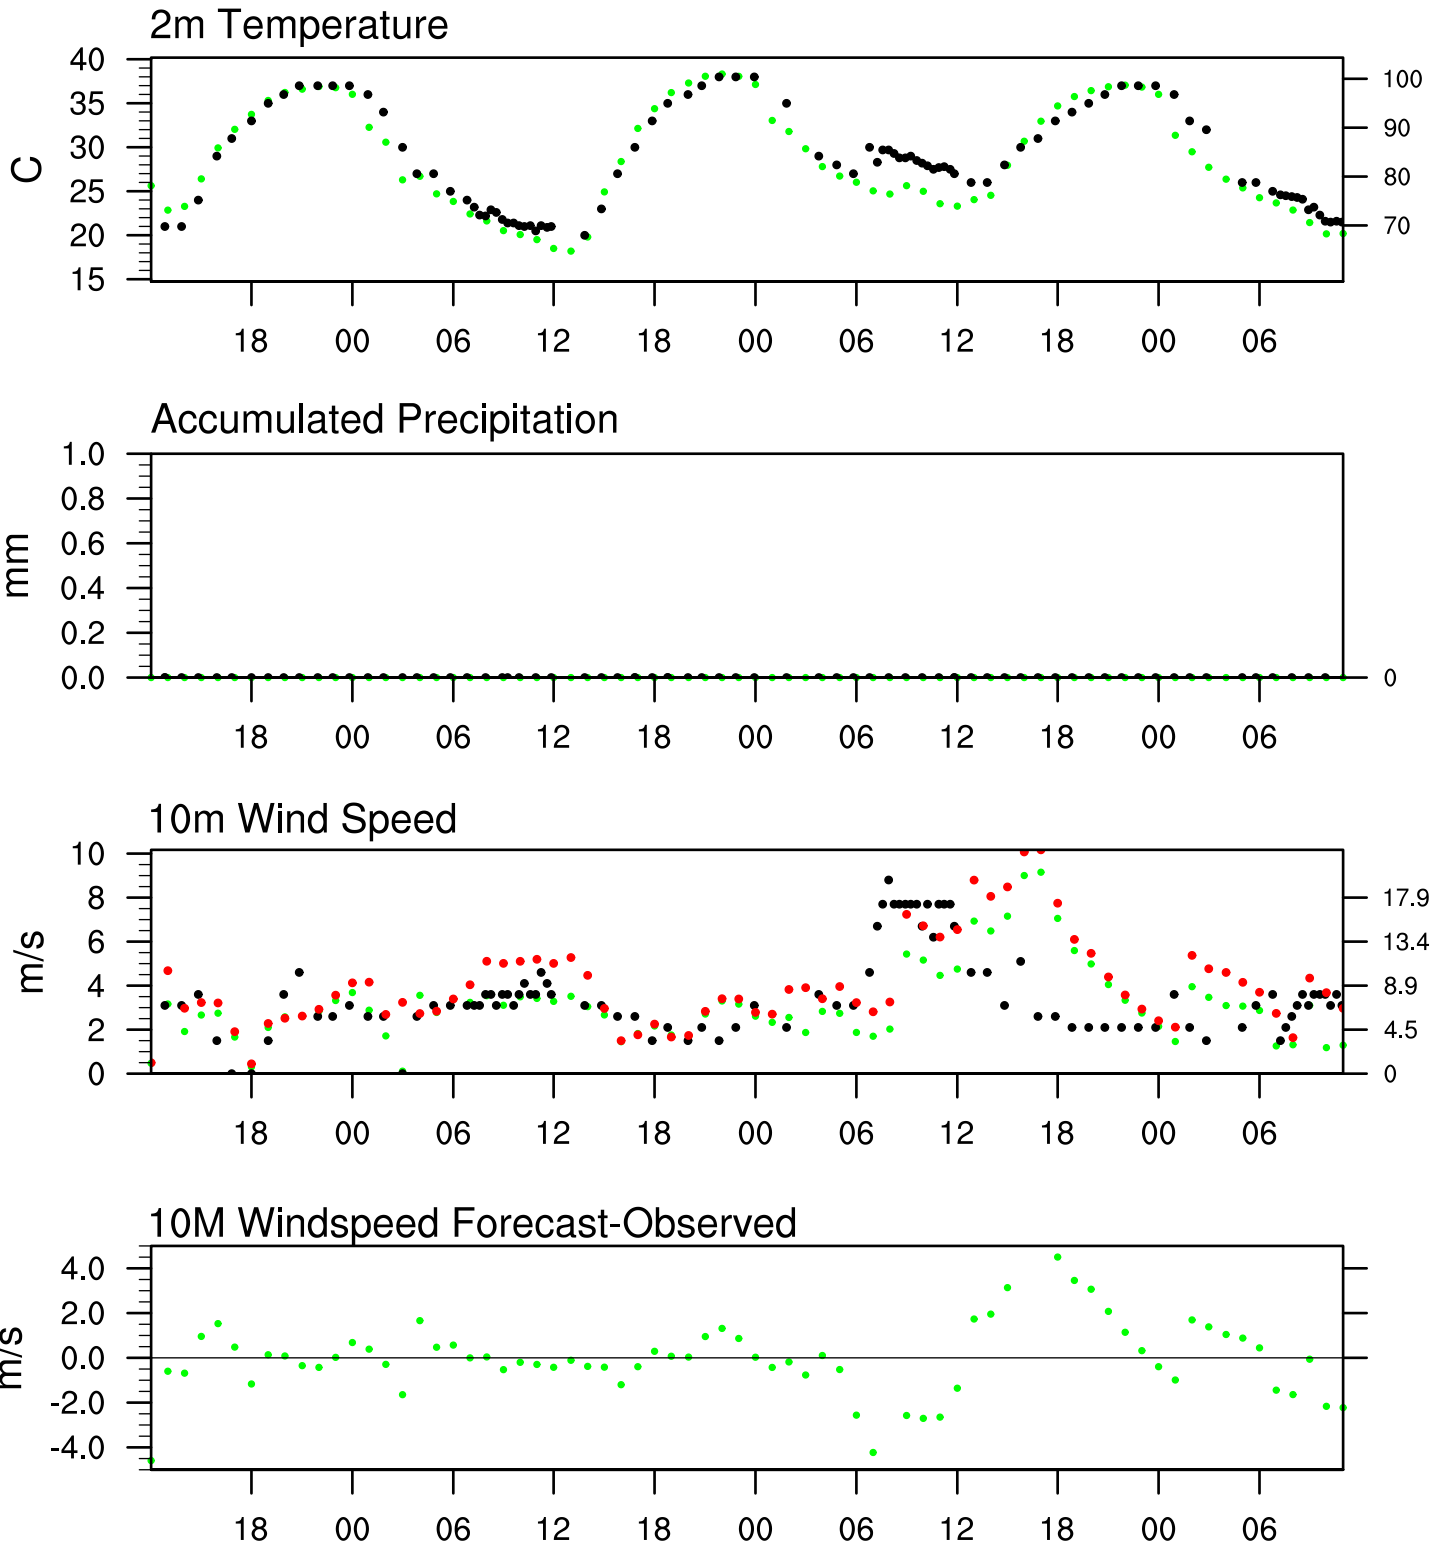 2m Temperature
40
35
30
25
20
15
C
100
90
80
70
18 00 06 12 18 00 06 12 18 00 06
Accumulated Precipitation
1.0
0.8
0.6
0.4
0.2
0.0
mm
0
18 00 06 12 18 00 06 12 18 00 06
10m Wind Speed
10
8
6
4
2
0
m/s
17.9
13.4
8.9
4.5
0
18 00 06 12 18 00 06 12 18 00 06
10M Windspeed Forecast-Observed
4.0
2.0
0.0
-2.0
-4.0
m/s
18 00 06 12 18 00 06 12 18 00 06